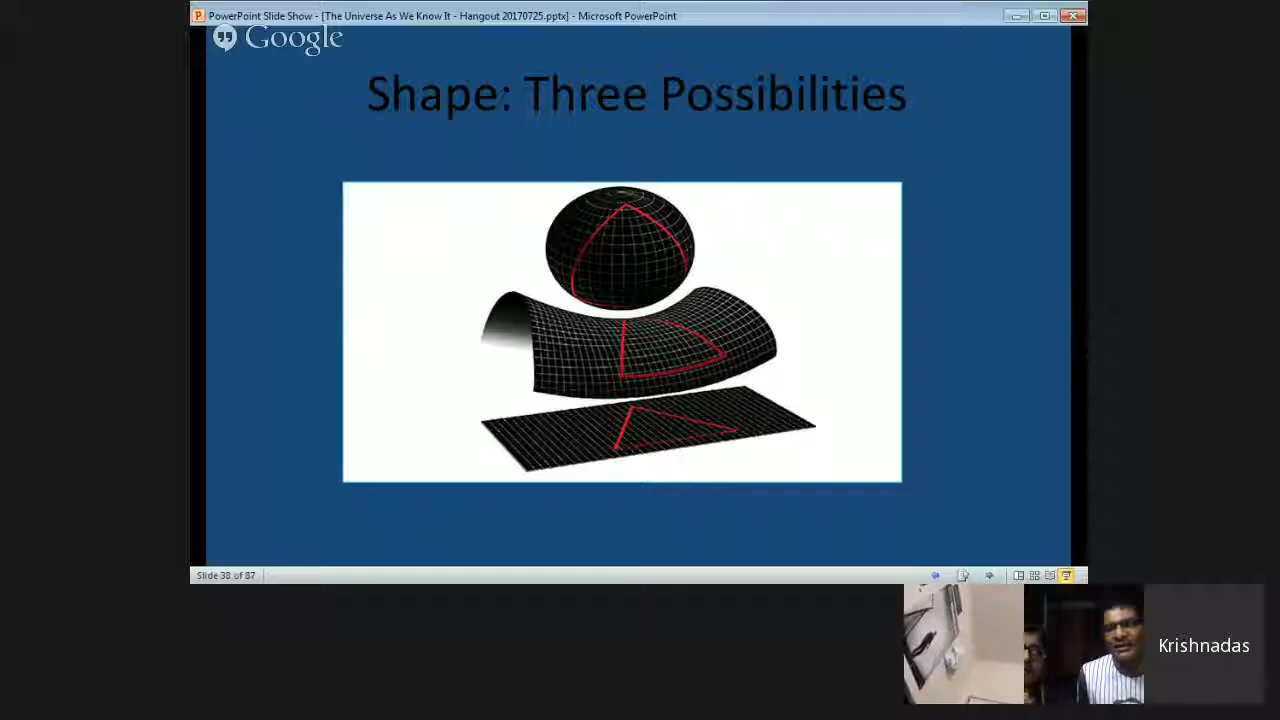 PowerPoint Slide Show - [The Universe As We Know It - Hangout 20170725.pptx] - Microsoft PowerPoint
Google
Shape: Three Possibilities
Slide 38 of 87
Krishnadas